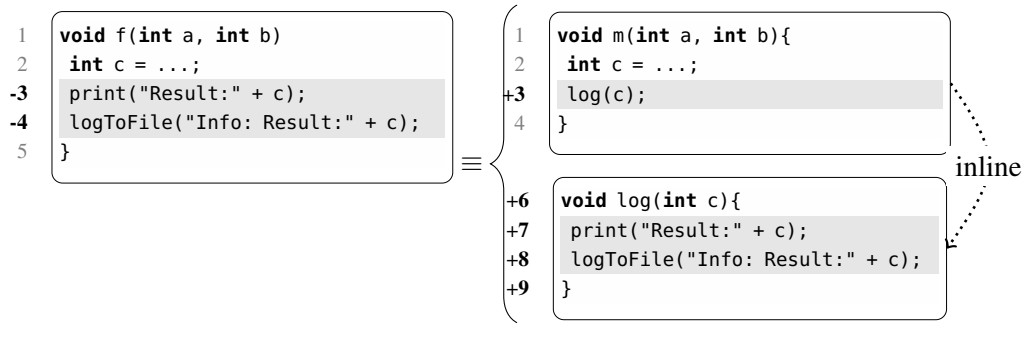 1 void f(int a, int b)
2 int c = ...;
-3 print("Result:" + c);
-4 logToFile("Info: Result:" + c);
5 }
≡
1 void m(int a, int b){
2 int c = ...;
+3 log(c);
4 }
inline
+6 void log(int c){
+7 print("Result:" + c);
+8 logToFile("Info: Result:" + c);
+9 }